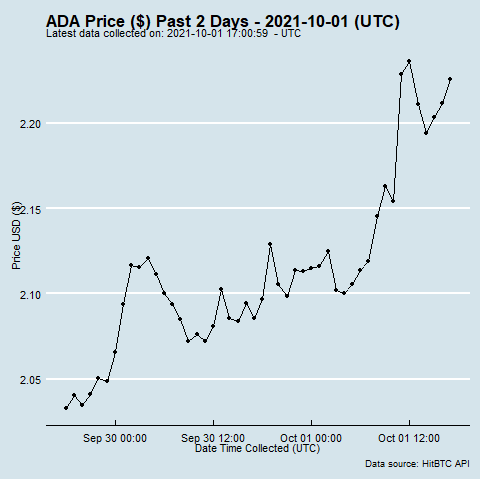 ADA Price ($) Past 2 Days - 2021-10-01 (UTC)
Latest data collected on: 2021-10-01 17:00:59 - UTC
2.20
2.15
2.10
2.05
Price USD ($)
Sep 30 00:00 Sep 30 12:00 Oct 01 00:00 Oct 01 12:00
Date Time Collected (UTC)
Data source: HitBTC API